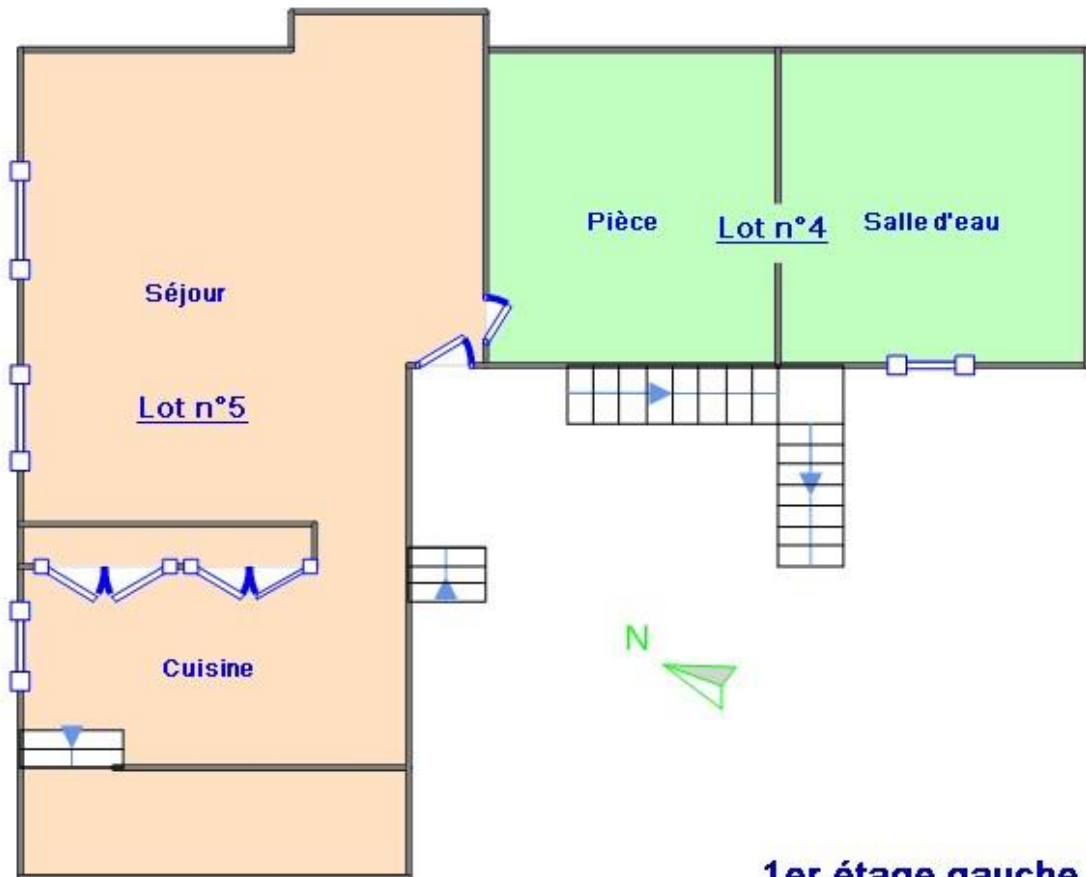 Pièce
Lot n°4
Salle d'eau
Séjour
Lot n°5
N
Cuisine
1er étage gauche